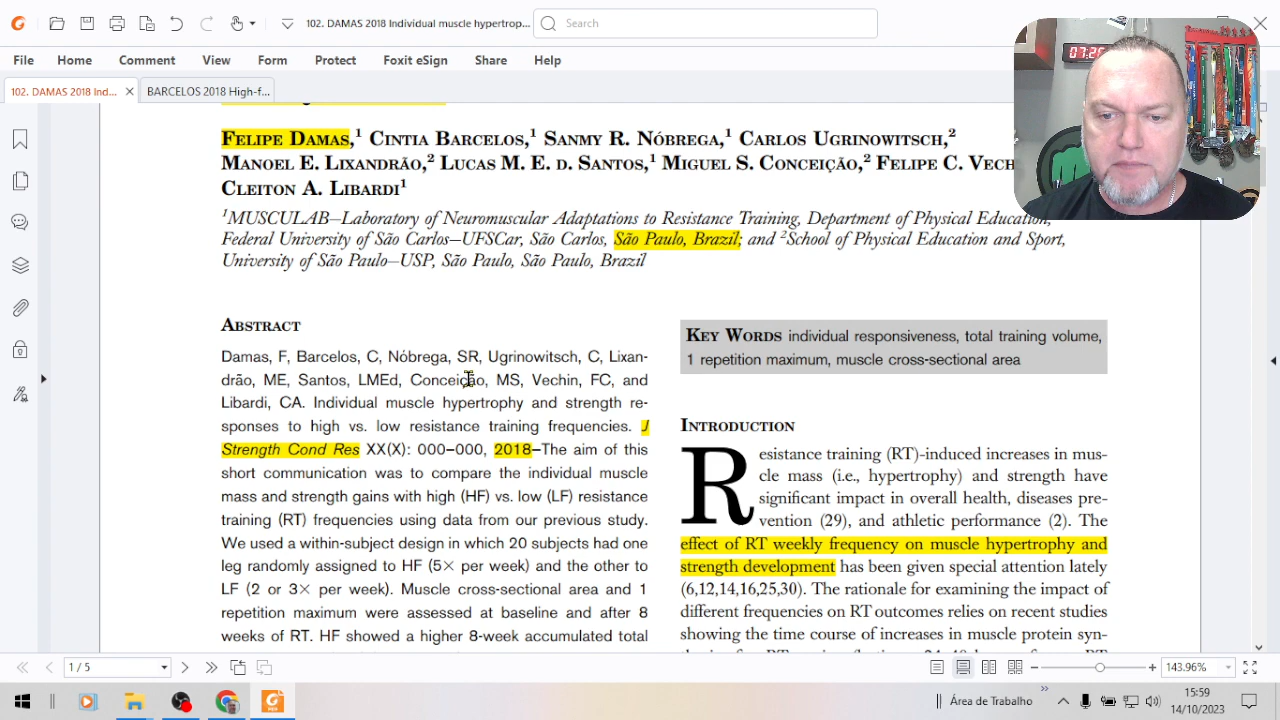 102. DAMAS 2018 Individual muscle hypertrop...
Search
File Home Comment View Form Protect Foxit eSign Share Help
102. DAMAS 2018 Ind...
BARCELOS 2018 High-f...
07:2
FELIPE DAMAS,1 CINTIA BARCELOS,1 SANMY R. NÓBREGA,1 CARLOS UGRINOWITSCH,2
MANOEL E. LIXANDRÃO,2 LUCAS M. E. D. SANTOS,1 MIGUEL S. CONCEIÇÃO,2 FELIPE C. VECH
CLEITON A. LIBARDI1
1MUSCULAB—Laboratory of Neuromuscular Adaptations to Resistance Training, Department of Physical Education,
Federal University of São Carlos—UFSCar, São Carlos, São Paulo, Brazil; and 2School of Physical Education and Sport,
University of São Paulo—USP, São Paulo, São Paulo, Brazil
ABSTRACT
Damas, F, Barcelos, C, Nóbrega, SR, Ugrinowitsch, C, Lixan-
drão, ME, Santos, LMEd, Conceição, MS, Vechin, FC, and
Libardi, CA. Individual muscle hypertrophy and strength re-
sponses to high vs. low resistance training frequencies. J
Strength Cond Res XX(X): 000–000, 2018—The aim of this
short communication was to compare the individual muscle
mass and strength gains with high (HF) vs. low (LF) resistance
training (RT) frequencies using data from our previous study.
We used a within-subject design in which 20 subjects had one
leg randomly assigned to HF (5× per week) and the other to
LF (2 or 3× per week). Muscle cross-sectional area and 1
repetition maximum were assessed at baseline and after 8
weeks of RT. HF showed a higher 8-week accumulated total
KEY WORDS individual responsiveness, total training volume,
1 repetition maximum, muscle cross-sectional area
INTRODUCTION
Resistance training (RT)-induced increases in mus-
cle mass (i.e., hypertrophy) and strength have
significant impact in overall health, diseases pre-
vention (29), and athletic performance (2). The
effect of RT weekly frequency on muscle hypertrophy and
strength development has been given special attention lately
(6,12,14,16,25,30). The rationale for examining the impact of
different frequencies on RT outcomes relies on recent studies
showing the time course of increases in muscle protein syn-
1 / 5
143.96%
Área de Trabalho
15:59
14/10/2023